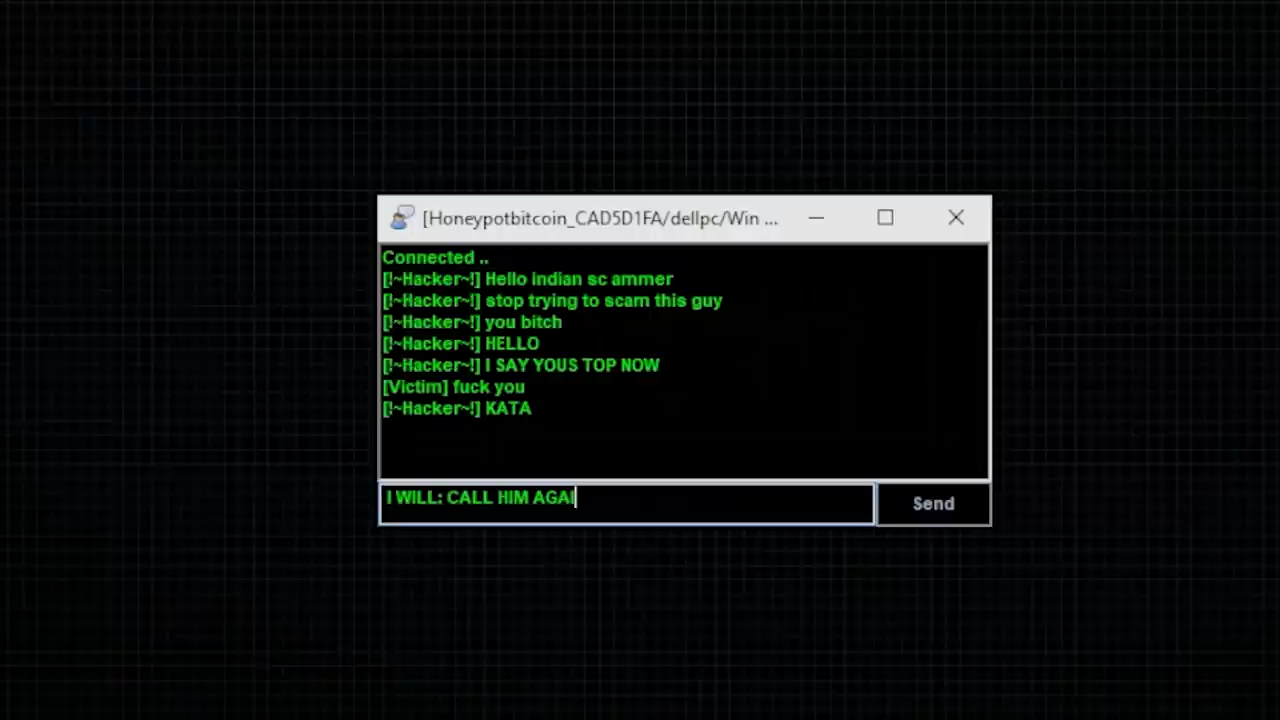 [Honeypotbitcoin_CAD5D1FA/dellpc/Win ...
Connected ..
[!~Hacker~!] Hello indian sc ammer
[!~Hacker~!] stop trying to scam this guy
[!~Hacker~!] you bitch
[!~Hacker~!] HELLO
[!~Hacker~!] I SAY YOUS TOP NOW
[Victim] fuck you
[!~Hacker~!] KATA
I WILL: CALL HIM AGAI
Send